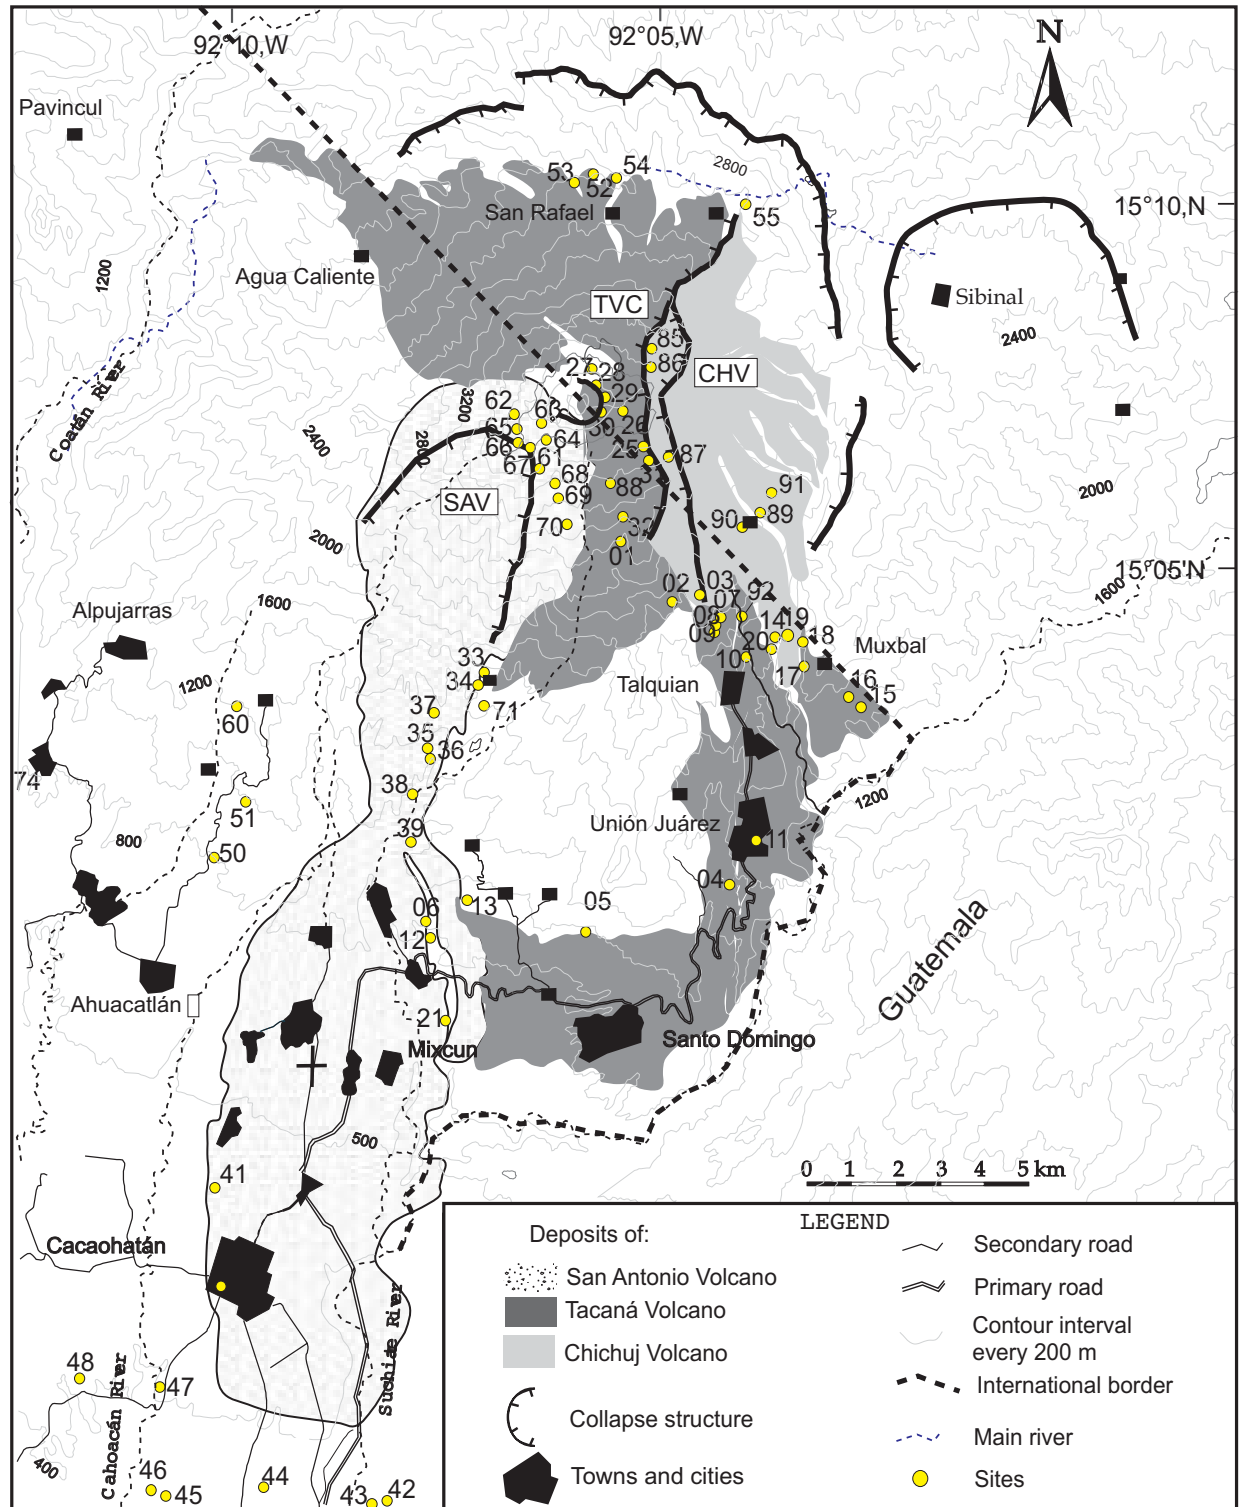 92°10,W
92°05,W
N
Pavincul
2800
53
52
54
55
15°10,N
San Rafael
1200
Agua Caliente
Sibinal
TVC
2400
85
86
CHV
Coatán River
27
28
29
30
26
25
31
87
3200
62
63
65
64
66
61
67
2800
2400
68
69
88
91
2000
SAV
70
32
90
89
01
2000
15°05'N
02
03
07
92
1600
1600
08
09
14
19
18
20
10
17
Muxbal
Alpujarras
33
34
Talquian
16
15
1200
60
37
71
35
36
74
38
1200
51
800
39
Unión Juárez
11
50
04
13
06
05
12
Guatemala
Ahuacatlán
21
Mixcun
Santo Domingo
500
0 1 2 3 4 5 km
41
Cacaohatán
Suchiate River
48
47
Cahoacán River
400
46
45
44
43
42
LEGEND
Deposits of:
San Antonio Volcano
Tacaná Volcano
Chichuj Volcano
Collapse structure
Towns and cities
Secondary road
Primary road
Contour interval
every 200 m
International border
Main river
Sites